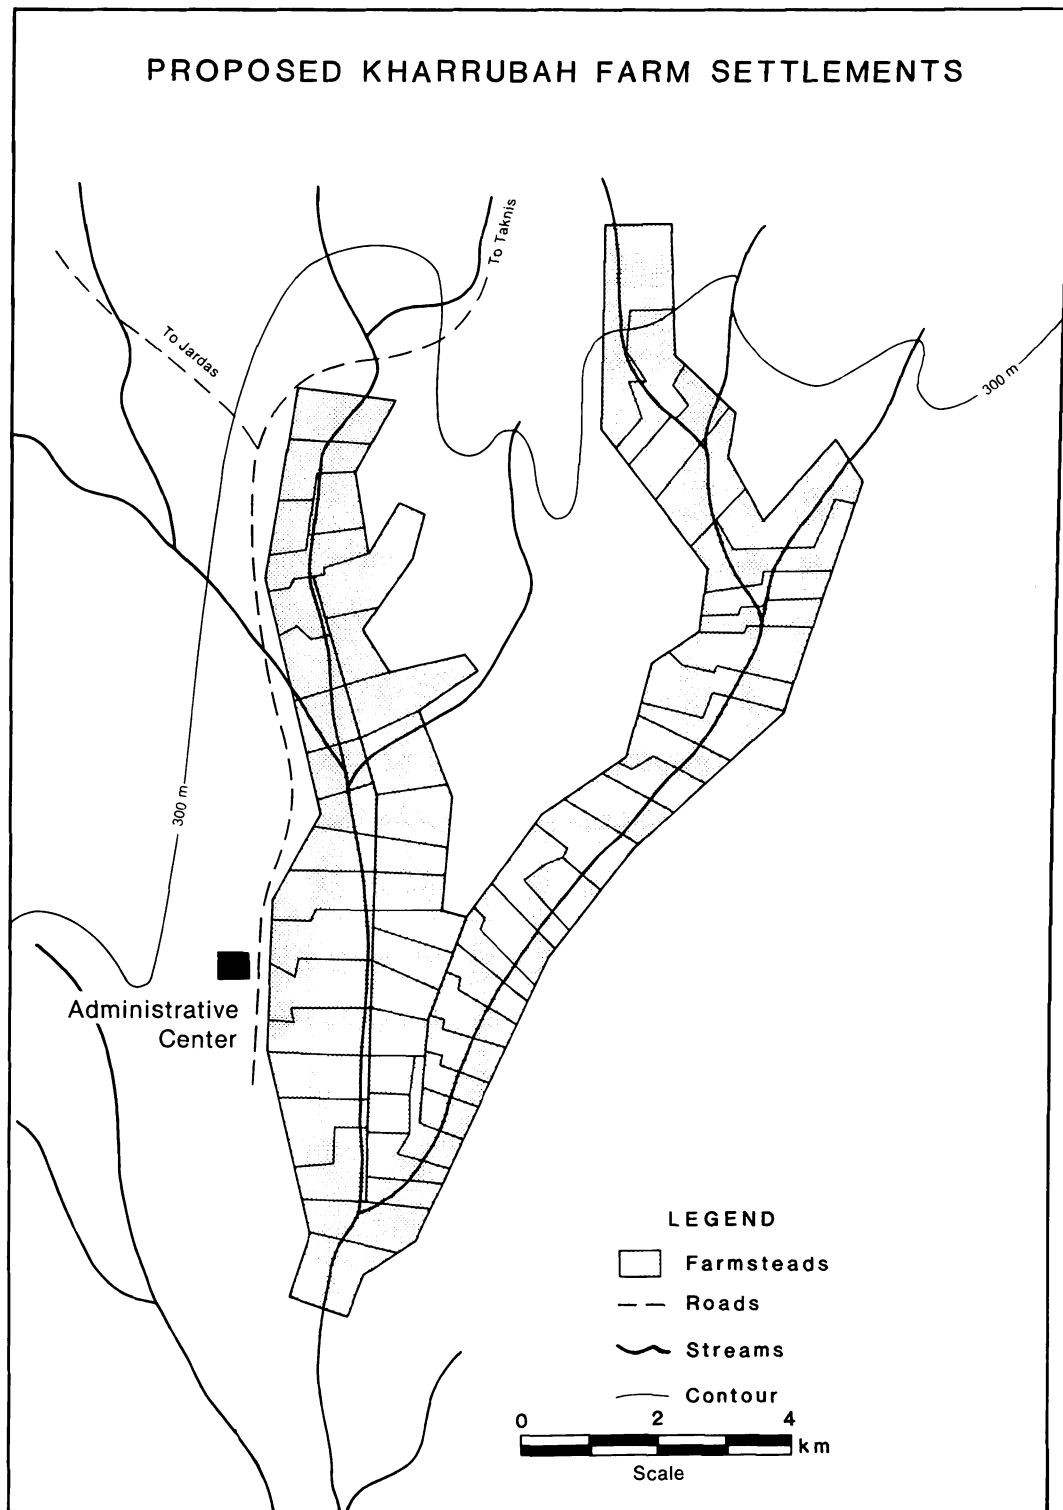 PROPOSED KHARRUBAH FARM SETTLEMENTS
To Taknis
To Jardas
300 m
300 m
Administrative
Center
LEGEND
Farmsteads
Roads
Streams
Contour
0 2 4
km
Scale